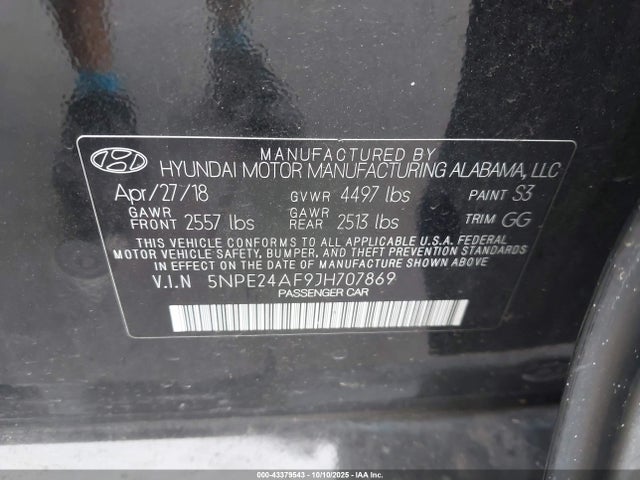 MANUFACTURED BY
HYUNDAI MOTOR MANUFACTURING ALABAMA, LLC
Apr/27/18 GVWR 4497 lbs PAINT S3
GAWR FRONT 2557 lbs GAWR REAR 2513 lbs TRIM GG
THIS VEHICLE CONFORMS TO ALL APPLICABLE U.S.A. FEDERAL
MOTOR VEHICLE SAFETY, BUMPER, AND THEFT PREVENTION
STANDARDS IN EFFECT ON THE DATE OF MANUFACTURE SHOWN ABOVE
V.I.N 5NPE24AF9JH707869
PASSENGER CAR
000-43379543 - 10/10/2025 - IAA Inc.